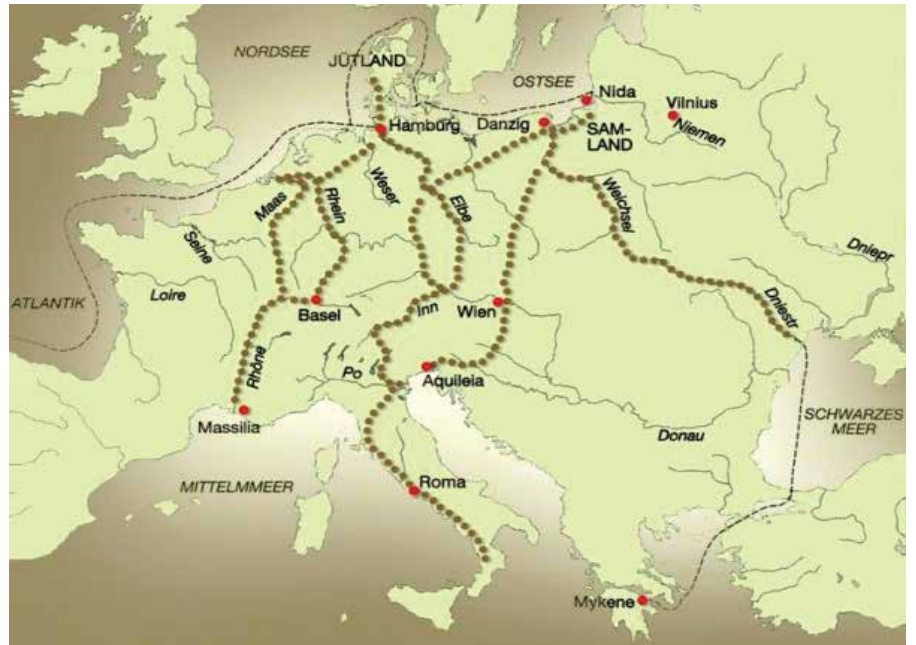 NORDSEE
JÜTLAND
OSTSEE
Nida
Vilnius
Hamburg
Danzig
Niemen
SAM-
LAND
Weser
Maas
Rhein
Elbe
Weichsel
Seine
Dniepr
Loire
ATLANTIK
Basel
Inn
Wien
Dniestr
Rhône
Po
Aquileia
SCHWARZES
MEER
Massilia
Donau
MITTELMMEER
Roma
Mykene